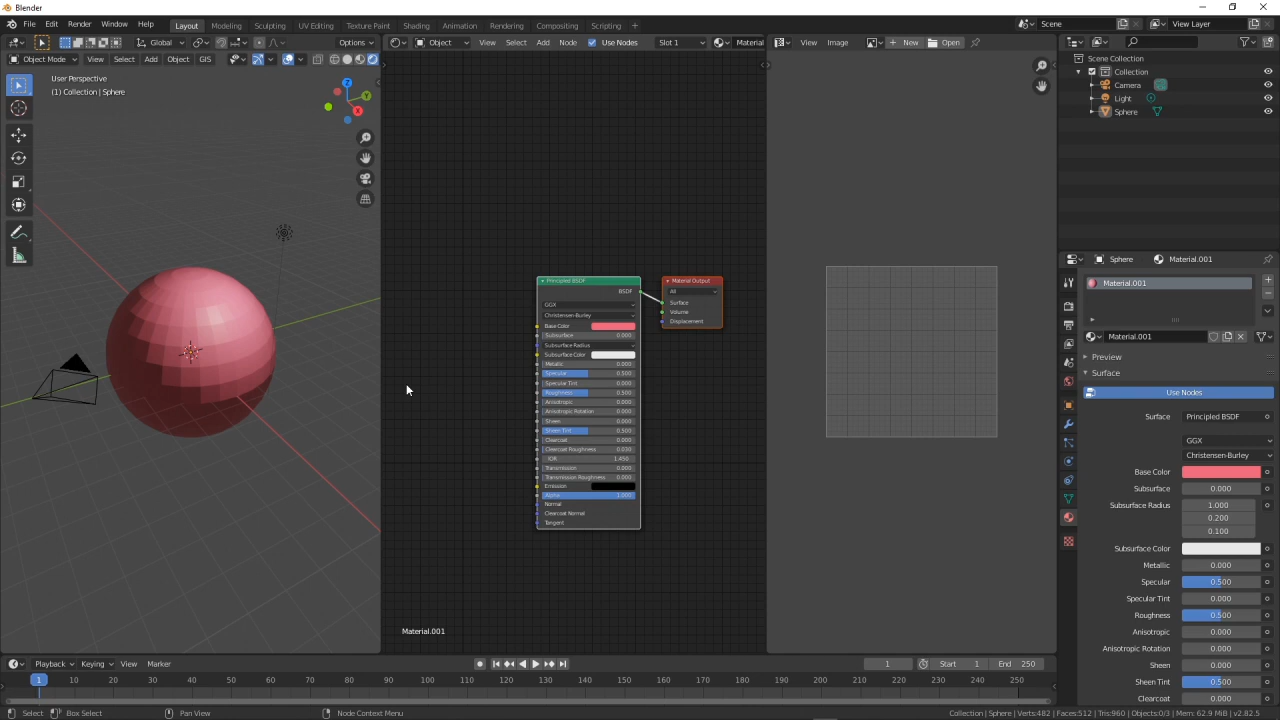 Blender
File Edit Render Window Help Layout Modeling Sculpting UV Editing Texture Paint Shading Animation Rendering Compositing Scripting + Scene View Layer
Global Options Object View Select Add Node Use Nodes Slot 1 Material View Image New Open
Object Mode View Select Add Object GIS
User Perspective
(1) Collection | Sphere
Z
Y
X
Scene Collection
Collection
Camera
Light
Sphere
Principled BSDF
BSDF
GGX
Christensen-Burley
Base Color
Subsurface 0.000
Subsurface Radius
Subsurface Color
Metallic 0.000
Specular 0.500
Specular Tint 0.000
Roughness 0.500
Anisotropic 0.000
Anisotropic Rotation 0.000
Sheen 0.000
Sheen Tint 0.500
Clearcoat 0.000
Clearcoat Roughness 0.030
IOR 1.450
Transmission 0.000
Transmission Roughness 0.000
Emission
Alpha 1.000
Normal
Clearcoat Normal
Tangent
Material Output
All
Surface
Volume
Displacement
Material.001
Sphere Material.001
Material.001
Material.001
Preview
Surface
Use Nodes
Surface Principled BSDF
GGX
Christensen-Burley
Base Color
Subsurface 0.000
Subsurface Radius 1.000
0.200
0.100
Subsurface Color
Metallic 0.000
Specular 0.500
Specular Tint 0.000
Roughness 0.500
Anisotropic 0.000
Anisotropic Rotation 0.000
Sheen 0.000
Sheen Tint 0.500
Clearcoat 0.000
Playback Keying View Marker 1 Start 1 End 250
1 10 20 30 40 50 60 70 80 90 100 110 120 130 140 150 160 170 180 190 200 210 220 230 240 250
Select Box Select Pan View Node Context Menu Collection | Sphere | Verts:482 | Faces:512 | Tris:960 | Objects:0/3 | Mem: 62.9 MiB | v2.82.5